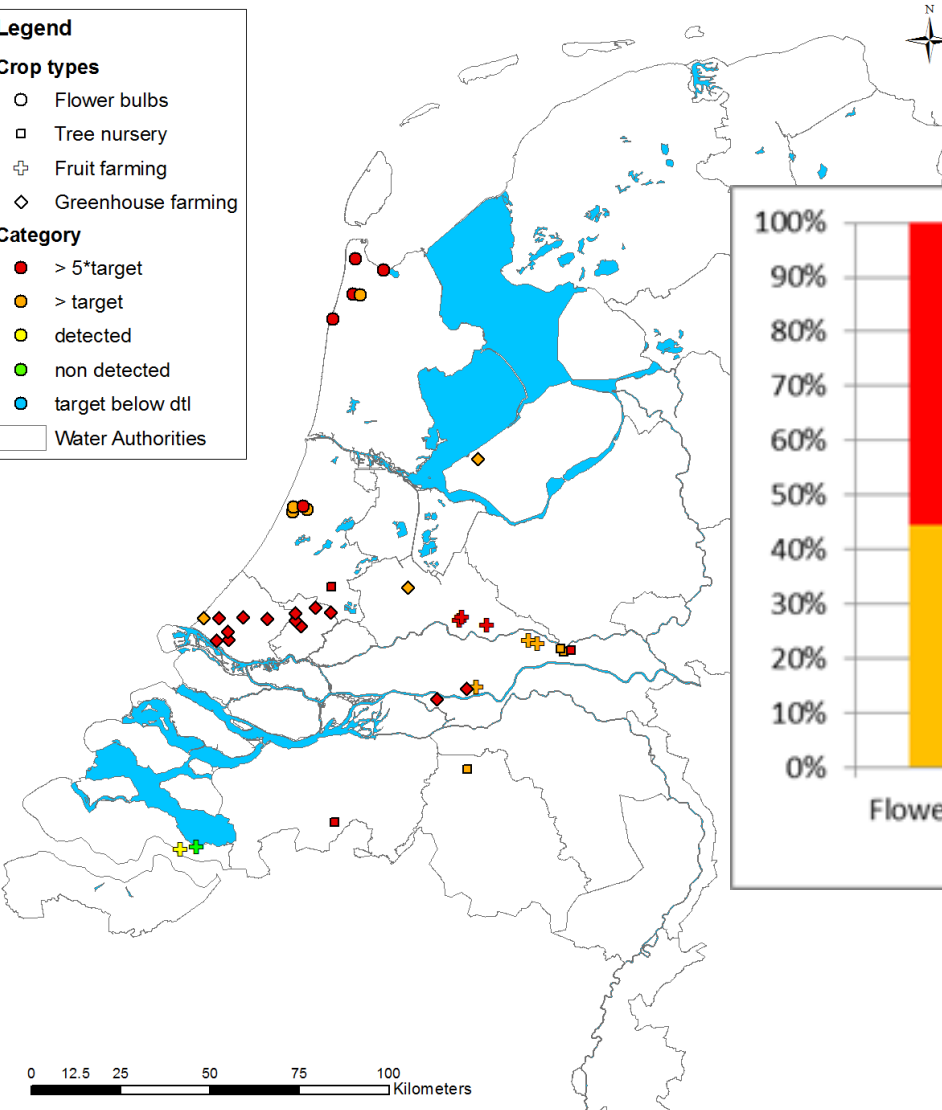 N
Legend
Crop types
Flower bulbs
Tree nursery
Fruit farming
Greenhouse farming
Category
> 5*target
> target
detected
non detected
target below dtl
Water Authorities
100%
90%
80%
70%
60%
50%
40%
30%
20%
10%
0%
Flowe
0 12.5 25 50 75 100
Kilometers